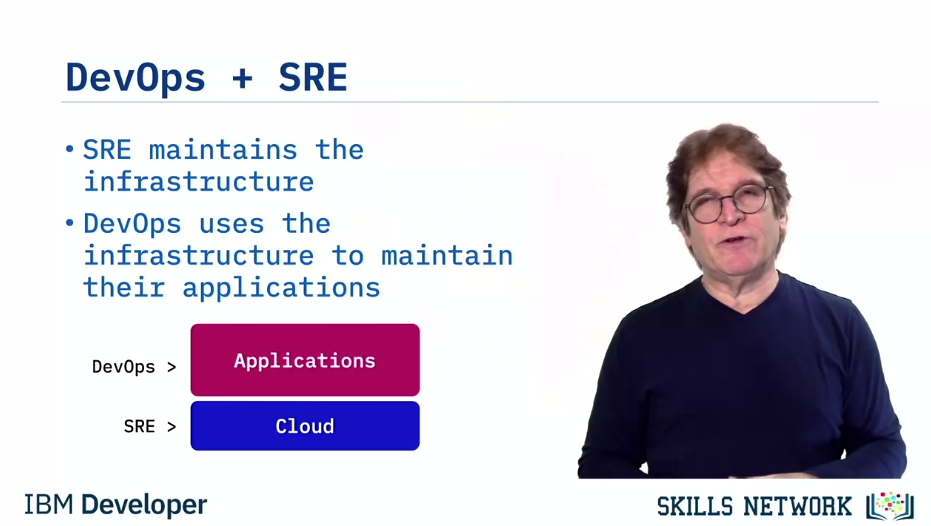 DevOps + SRE
• SRE maintains the
infrastructure
• DevOps uses the
infrastructure to maintain
their applications
DevOps > Applications
SRE > Cloud
IBM Developer
SKILLS NETWORK